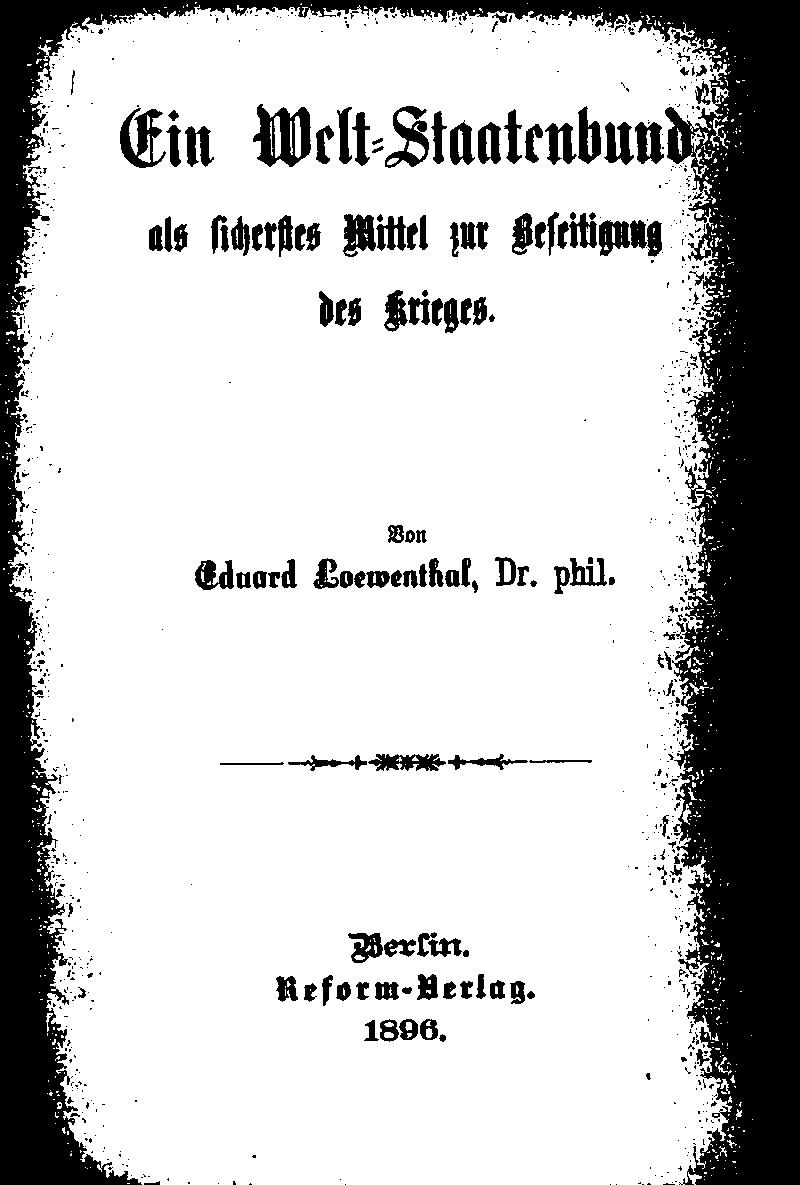 Ein Welt-Staatenbund
als sicherstes Mittel zur Beseitigung
des Krieges.
Von
Eduard Loewenthal, Dr. phil.
Berlin.
Reform-Verlag.
1896.